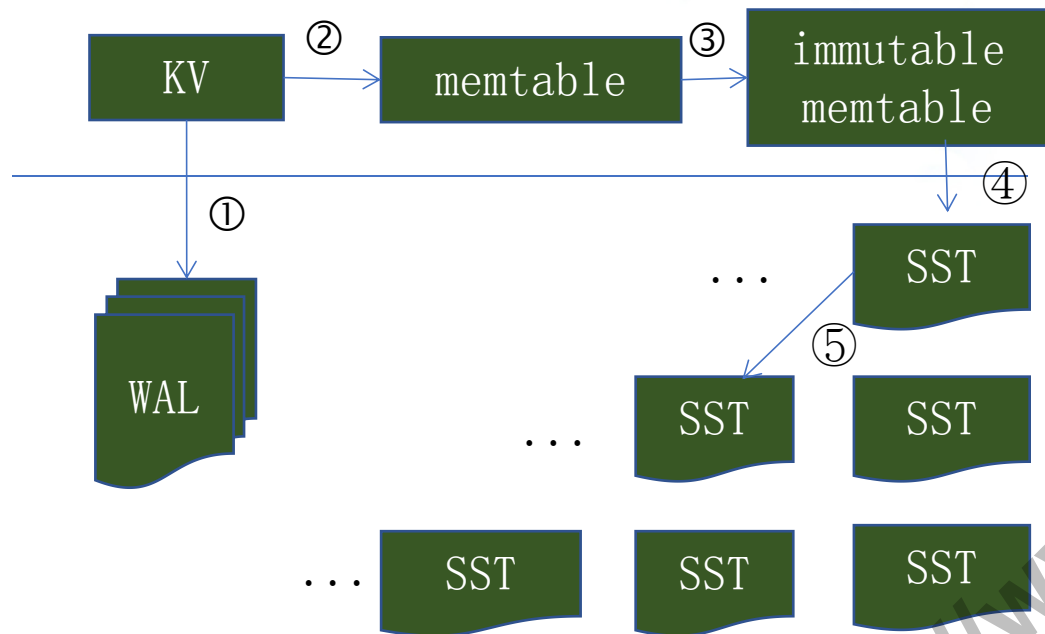 KV
②
memtable
③
immutable
memtable
④
①
...
SST
⑤
WAL
...
SST
SST
...
SST
SST
SST